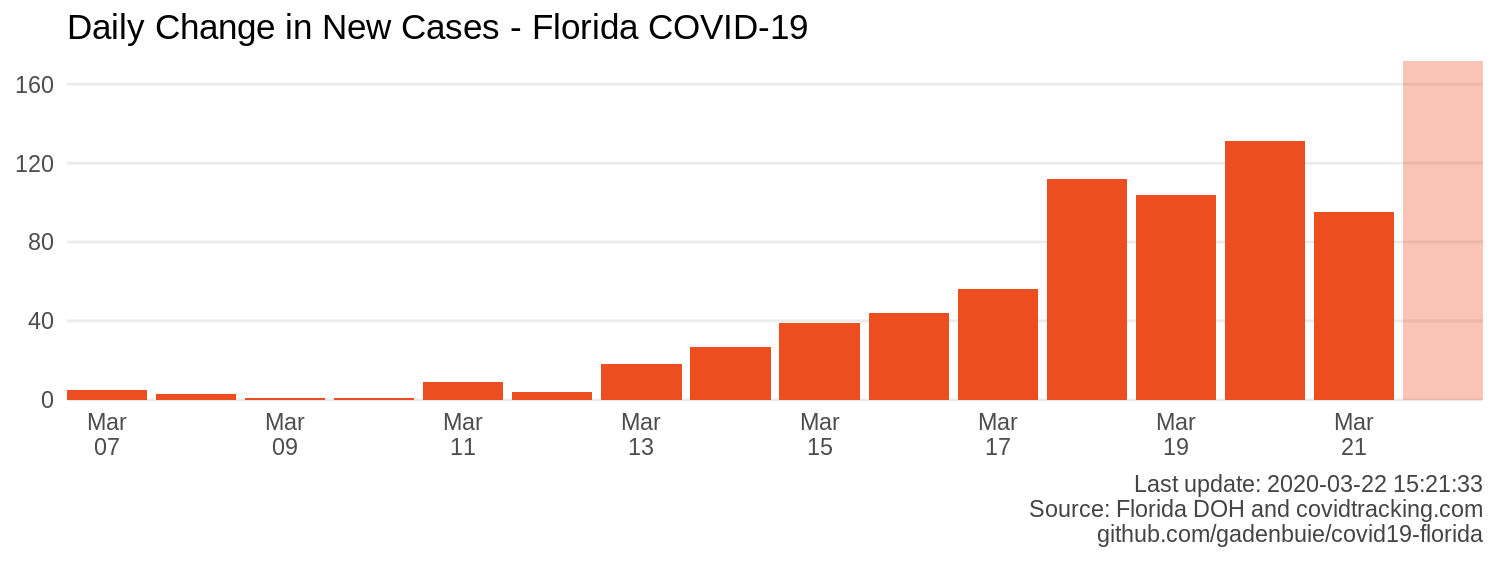 Daily Change in New Cases - Florida COVID-19
160
120
80
40
0
Mar Mar Mar Mar Mar Mar Mar Mar
07 09 11 13 15 17 19 21
Last update: 2020-03-22 15:21:33
Source: Florida DOH and covidtracking.com
github.com/gadenbuie/covid19-florida